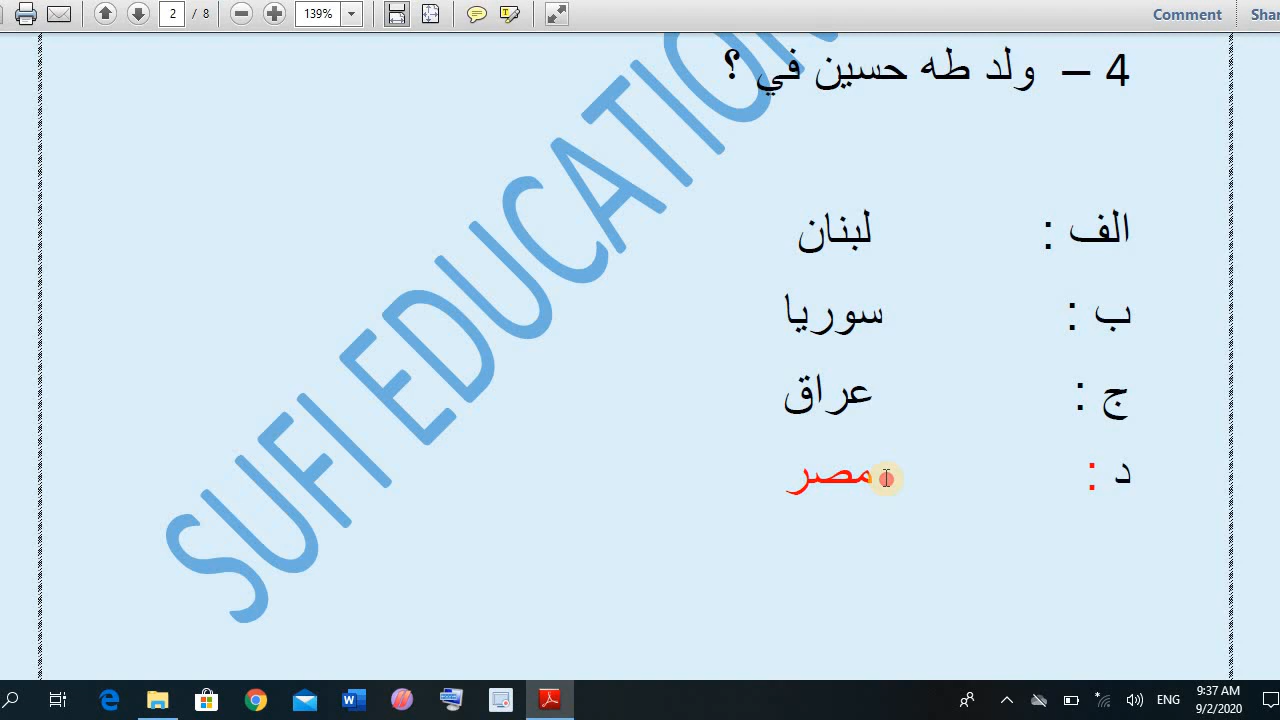 2 / 8 139% Comment Shar
4 – ولد طه حسين في ؟
الف : لبنان
ب : سوريا
ج : عراق
د : مصر
SUFI EDUCATION
ENG 9:37 AM
9/2/2020